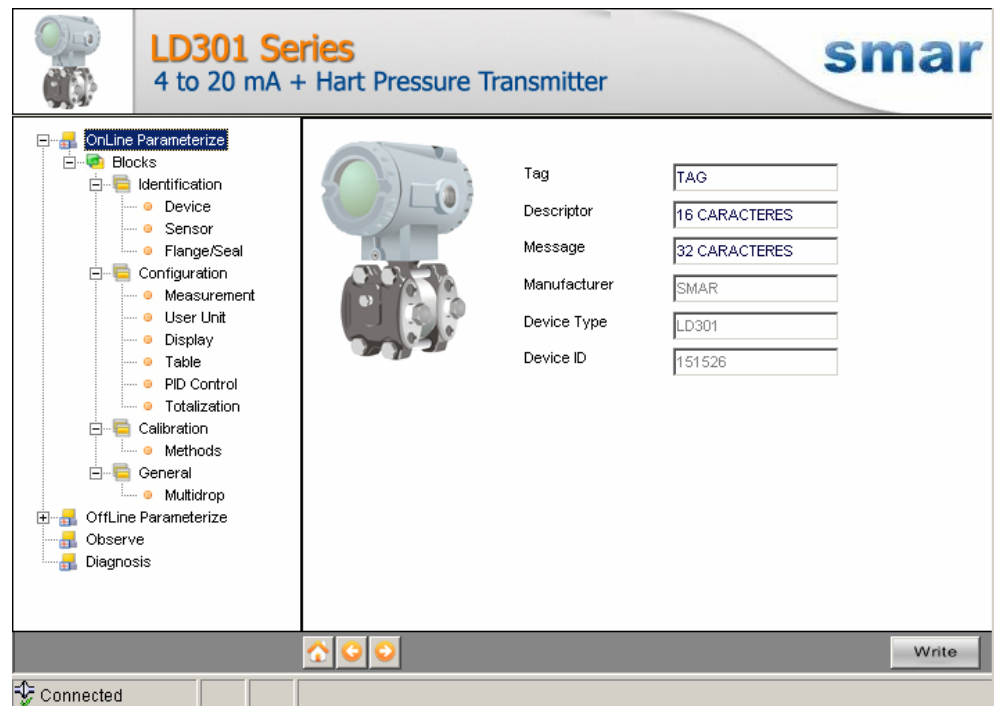 LD301 Series
4 to 20 mA + Hart Pressure Transmitter
smar
OnLine Parameterize
Blocks
Identification
Device
Sensor
Flange/Seal
Configuration
Measurement
User Unit
Display
Table
PID Control
Totalization
Calibration
Methods
General
Multidrop
OffLine Parameterize
Observe
Diagnosis
Tag TAG
Descriptor 16 CARACTERES
Message 32 CARACTERES
Manufacturer SMAR
Device Type LD301
Device ID 151526
Write
Connected